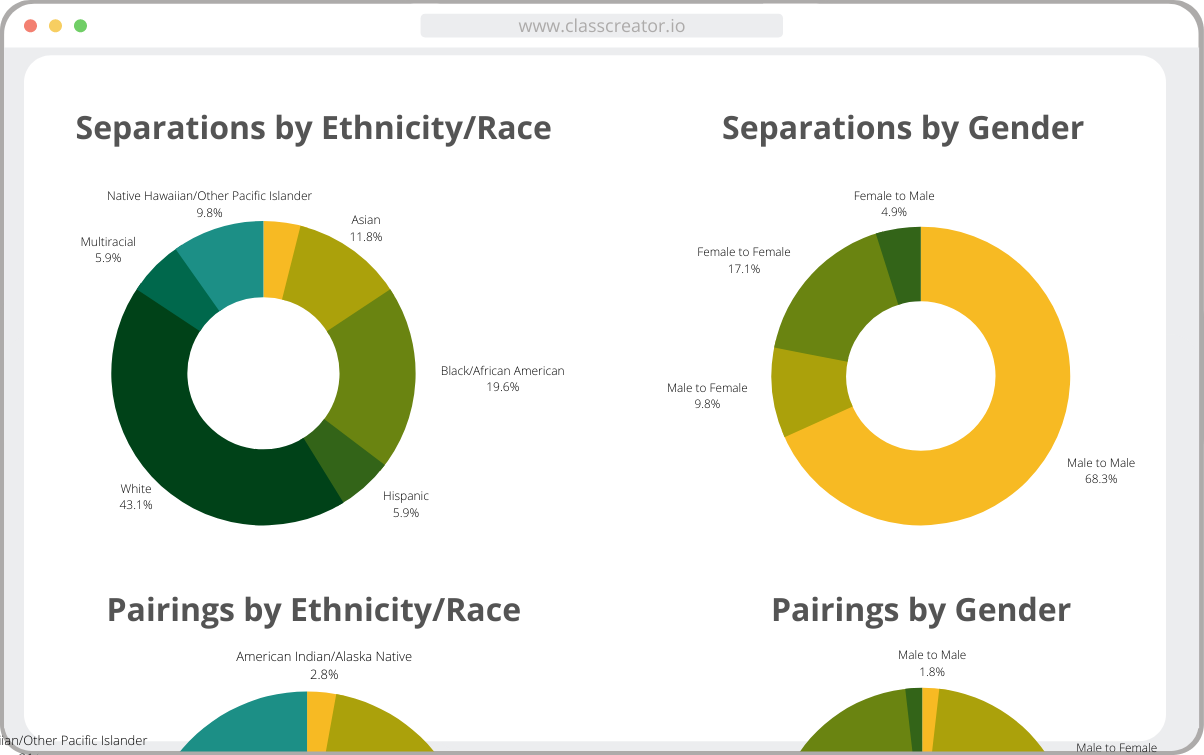 www.classcreator.io
Separations by Ethnicity/Race
Native Hawaiian/Other Pacific Islander
9.8%
Asian
11.8%
Multiracial
5.9%
Black/African American
19.6%
White
43.1%
Hispanic
5.9%
Separations by Gender
Female to Male
4.9%
Female to Female
17.1%
Male to Female
9.8%
Male to Male
68.3%
Pairings by Ethnicity/Race
American Indian/Alaska Native
2.8%
ian/Other Pacific Islander
Pairings by Gender
Male to Male
1.8%
Male to Female